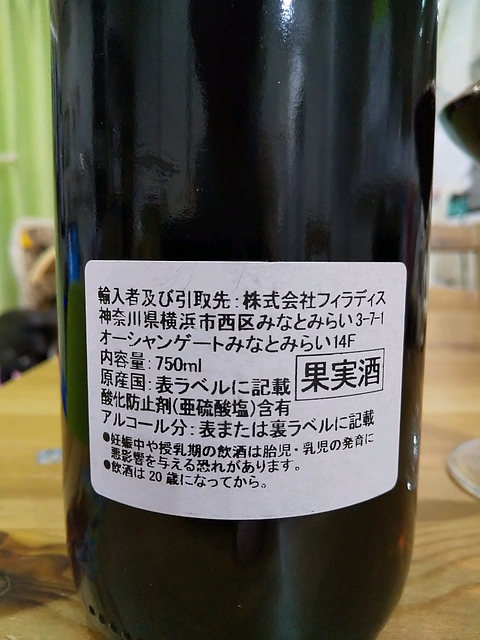 輸入者及び引取先:株式会社フィラディス
神奈川県横浜市西区みなとみらい3-7-1
オーシャンゲートみなとみらい14F
内容量:750ml
原産国:表ラベルに記載
果実酒
酸化防止剤(亜硫酸塩)含有
アルコール分:表または裏ラベルに記載
●妊娠中や授乳期の飲酒は胎児・乳児の発育に
悪影響を与える恐れがあります。
●飲酒は20歳になってから。